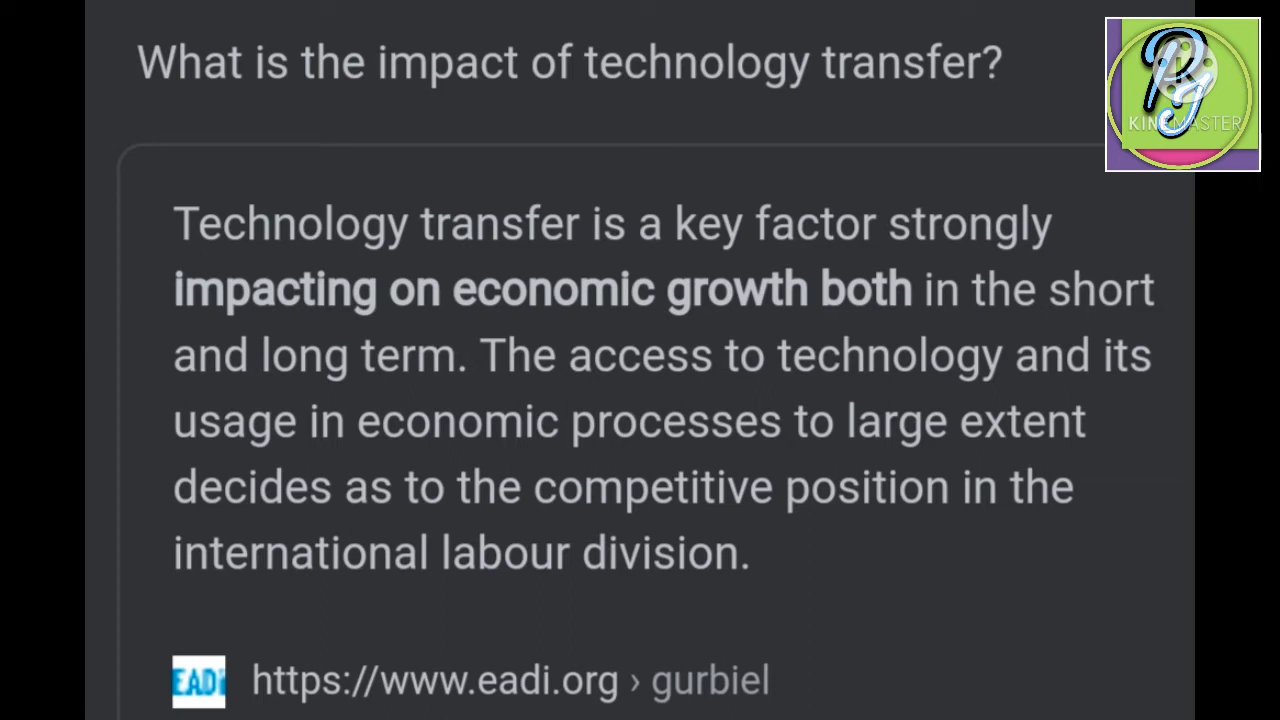 What is the impact of technology transfer?
KINEMASTER
Technology transfer is a key factor strongly
impacting on economic growth both in the short
and long term. The access to technology and its
usage in economic processes to large extent
decides as to the competitive position in the
international labour division.
EADI https://www.eadi.org › gurbiel